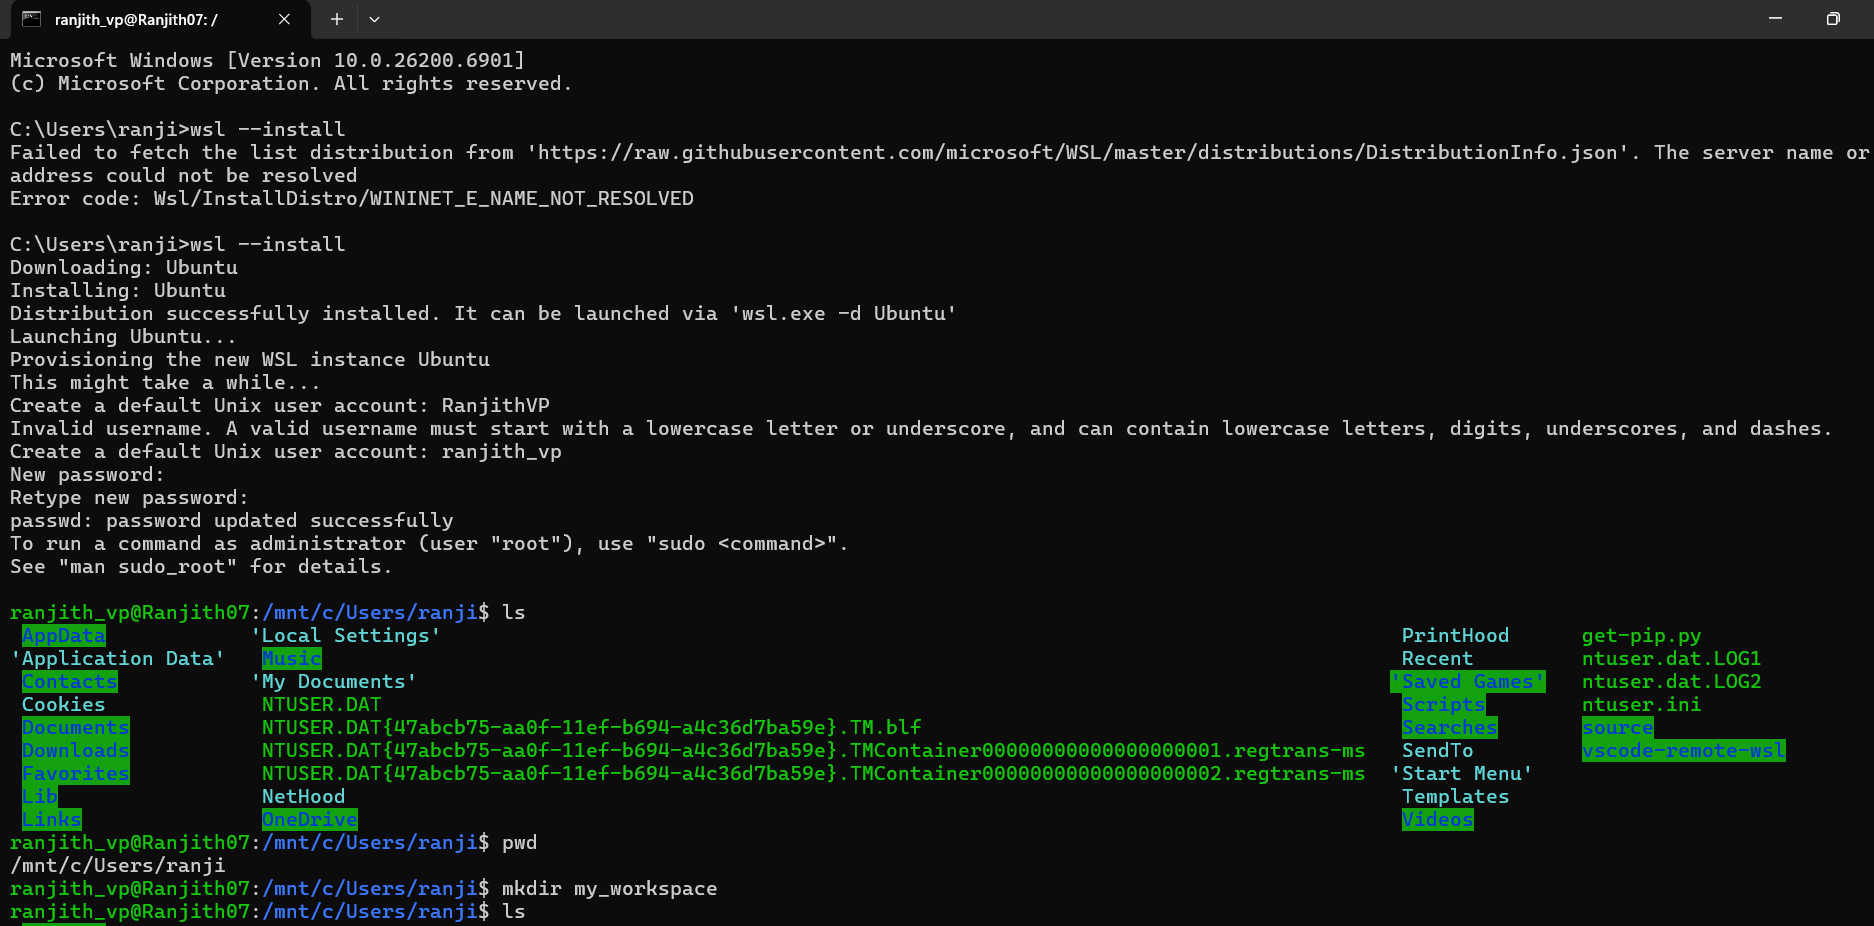 ranjith_vp@Ranjith07: /
Microsoft Windows [Version 10.0.26200.6901]
(c) Microsoft Corporation. All rights reserved.
C:\Users\ranji>wsl --install
Failed to fetch the list distribution from 'https://raw.githubusercontent.com/microsoft/WSL/master/distributions/DistributionInfo.json'. The server name or
address could not be resolved
Error code: Wsl/InstallDistro/WININET_E_NAME_NOT_RESOLVED
C:\Users\ranji>wsl --install
Downloading: Ubuntu
Installing: Ubuntu
Distribution successfully installed. It can be launched via 'wsl.exe -d Ubuntu'
Launching Ubuntu...
Provisioning the new WSL instance Ubuntu
This might take a while...
Create a default Unix user account: RanjithVP
Invalid username. A valid username must start with a lowercase letter or underscore, and can contain lowercase letters, digits, underscores, and dashes.
Create a default Unix user account: ranjith_vp
New password:
Retype new password:
passwd: password updated successfully
To run a command as administrator (user "root"), use "sudo <command>".
See "man sudo_root" for details.
ranjith_vp@Ranjith07:/mnt/c/Users/ranji$ ls
AppData 'Local Settings' PrintHood get-pip.py
'Application Data' Music Recent ntuser.dat.LOG1
Contacts 'My Documents' 'Saved Games' ntuser.dat.LOG2
Cookies NTUSER.DAT Scripts ntuser.ini
Documents NTUSER.DAT{47abcb75-aa0f-11ef-b694-a4c36d7ba59e}.TM.blf Searches source
Downloads NTUSER.DAT{47abcb75-aa0f-11ef-b694-a4c36d7ba59e}.TMContainer00000000000000000001.regtrans-ms SendTo vscode-remote-wsl
Favorites NTUSER.DAT{47abcb75-aa0f-11ef-b694-a4c36d7ba59e}.TMContainer00000000000000000002.regtrans-ms 'Start Menu'
Lib NetHood Templates
Links OneDrive Videos
ranjith_vp@Ranjith07:/mnt/c/Users/ranji$ pwd
/mnt/c/Users/ranji
ranjith_vp@Ranjith07:/mnt/c/Users/ranji$ mkdir my_workspace
ranjith_vp@Ranjith07:/mnt/c/Users/ranji$ ls